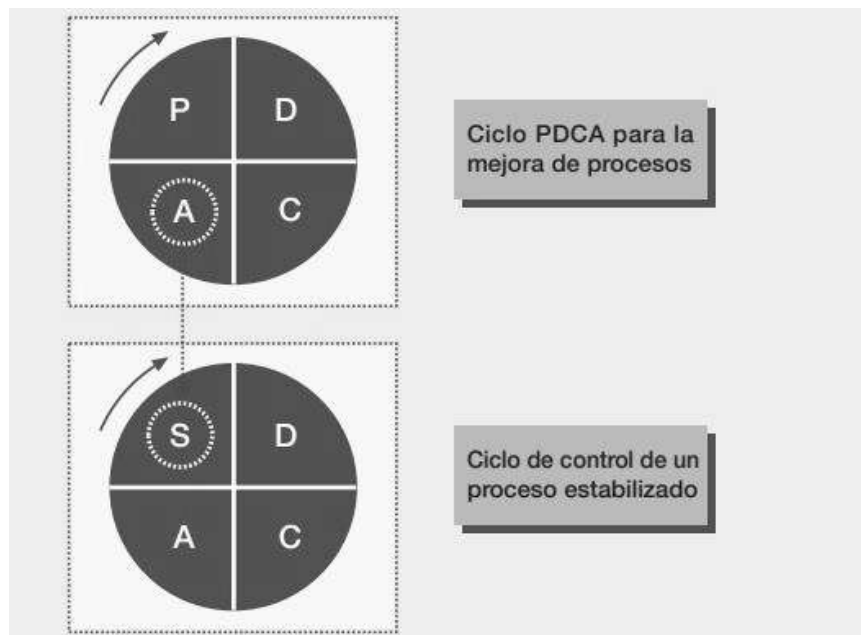 P D
A C
Ciclo PDCA para la
mejora de procesos
S D
A C
Ciclo de control de un
proceso estabilizado